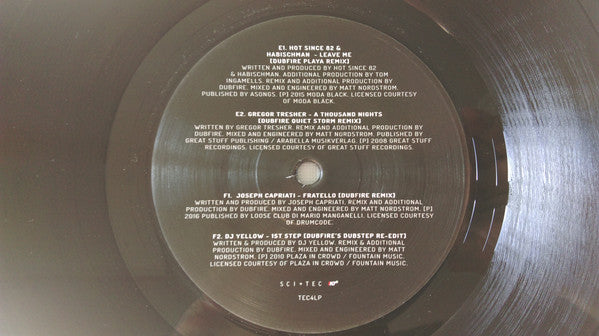 E1. HOT SINCE 82 &
HABISCHMAN - LEAVE ME
[DUBFIRE PLAYA REMIX]
WRITTEN AND PRODUCED BY HOT SINCE 82
& HABISCHMAN. ADDITIONAL PRODUCTION BY TOM
INGAMELLS. REMIX AND ADDITIONAL PRODUCTION BY
DUBFIRE. MIXED AND ENGINEERED BY MATT NORDSTROM.
PUBLISHED BY ASONGS. [P] 2015 MODA BLACK. LICENSED COURTESY
OF MODA BLACK.
E2. GREGOR TRESHER - A THOUSAND NIGHTS
[DUBFIRE QUIET STORM REMIX]
WRITTEN BY GREGOR TRESHER. REMIX AND ADDITIONAL PRODUCTION BY
DUBFIRE. MIXED AND ENGINEERED BY MATT NORDSTROM. PUBLISHED BY
GREAT STUFF PUBLISHING / ARABELLA MUSIKVERLAG. [P] 2008 GREAT STUFF
RECORDINGS. LICENSED COURTESY OF GREAT STUFF RECORDINGS.
F1. JOSEPH CAPRIATI - FRATELLO [DUBFIRE REMIX]
WRITTEN AND PRODUCED BY JOSEPH CAPRIATI. REMIX AND ADDITIONAL
PRODUCTION BY DUBFIRE. MIXED AND ENGINEERED BY MATT NORDSTROM. [P]
2016 PUBLISHED BY LOOSE CLUB DI MARIO MANGANELLI. LICENSED COURTESY
OF DRUMCODE.
F2. DJ YELLOW - 1ST STEP [DUBFIRE'S DUBSTEP RE-EDIT]
WRITTEN & PRODUCED BY DJ YELLOW. REMIX & ADDITIONAL
PRODUCTION BY DUBFIRE. MIXED AND ENGINEERED BY MATT
NORDSTROM. [P] 2010 PLAZA IN CROWD / FOUNTAIN MUSIC.
LICENSED COURTESY OF PLAZA IN CROWD / FOUNTAIN MUSIC.
SCI+TEC
TEC4LP